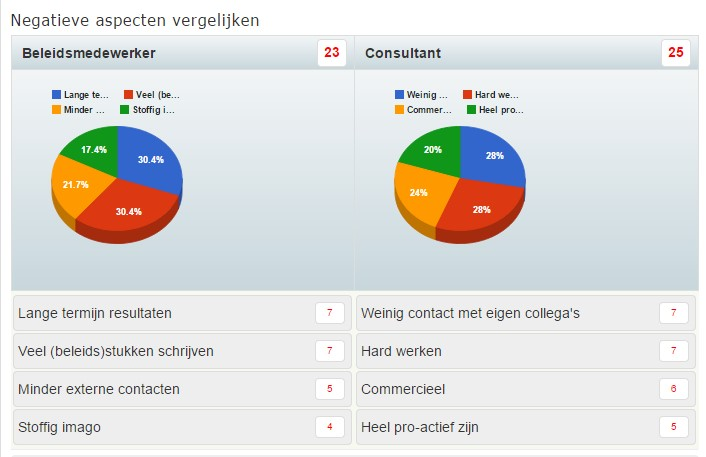 Negatieve aspecten vergelijken
Beleidsmedewerker 23
Consultant 25
Lange te... Veel (be...
Minder ... Stoffig i...
17.4% 30.4%
21.7%
30.4%
Weinig ... Hard we...
Commer... Heel pro...
20% 28%
24%
28%
Lange termijn resultaten 7
Veel (beleids)stukken schrijven 7
Minder externe contacten 5
Stoffig imago 4
Weinig contact met eigen collega's 7
Hard werken 7
Commercieel 6
Heel pro-actief zijn 5